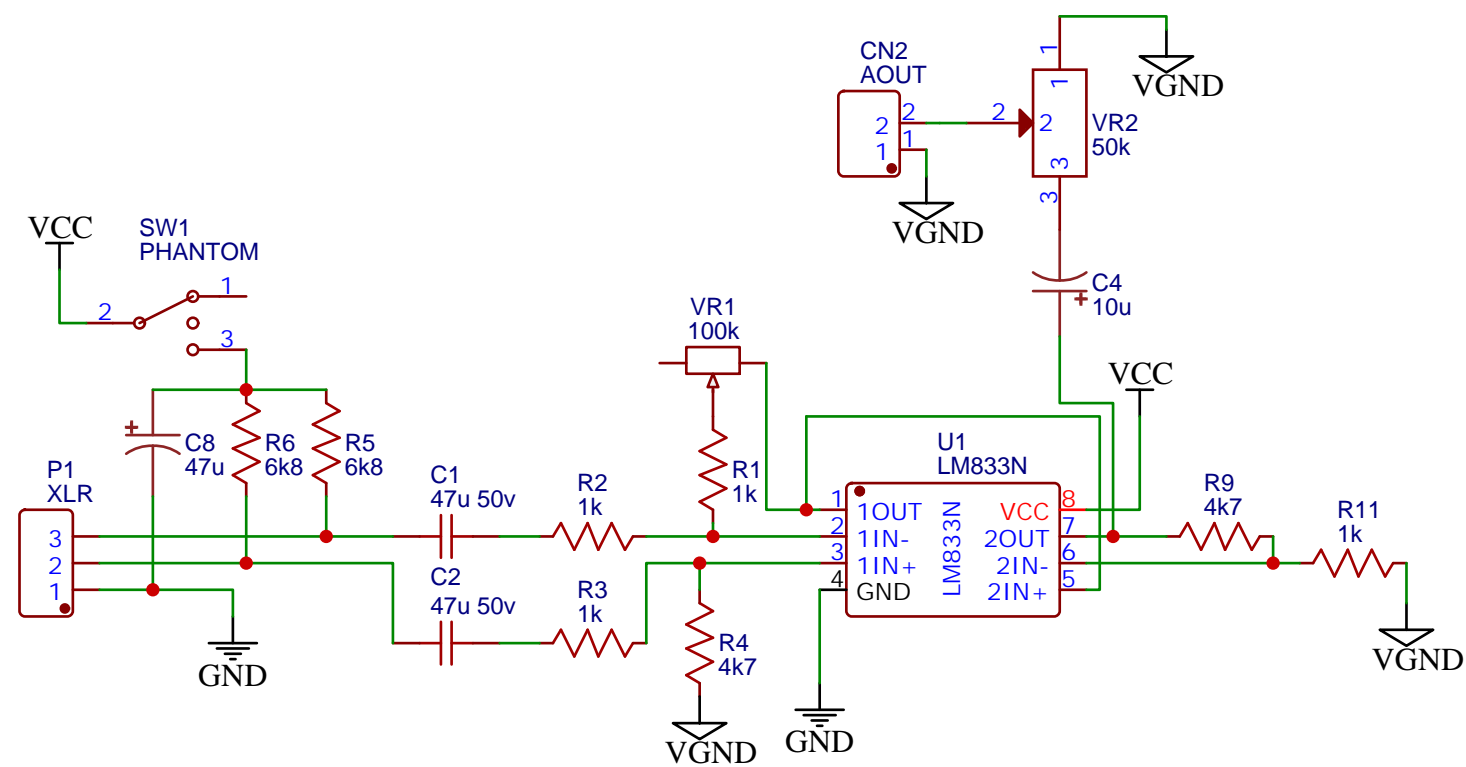 CN2
AOUT
2
1
2
1
2
1
1
2
3
3
VR2
50k
VGND
VGND
VCC
SW1
PHANTOM
2
1
3
C4
10u
VR1
100k
VCC
C8
47u
R6
6k8
R5
6k8
P1
XLR
3
2
1
C1
47u 50v
R2
1k
R1
1k
U1
LM833N
1
2
3
4
1OUT
1IN-
1IN+
GND
LM833N
VCC
2OUT
2IN-
2IN+
8
7
6
5
R9
4k7
R11
1k
C2
47u 50v
R3
1k
R4
4k7
GND
VGND
GND
VGND